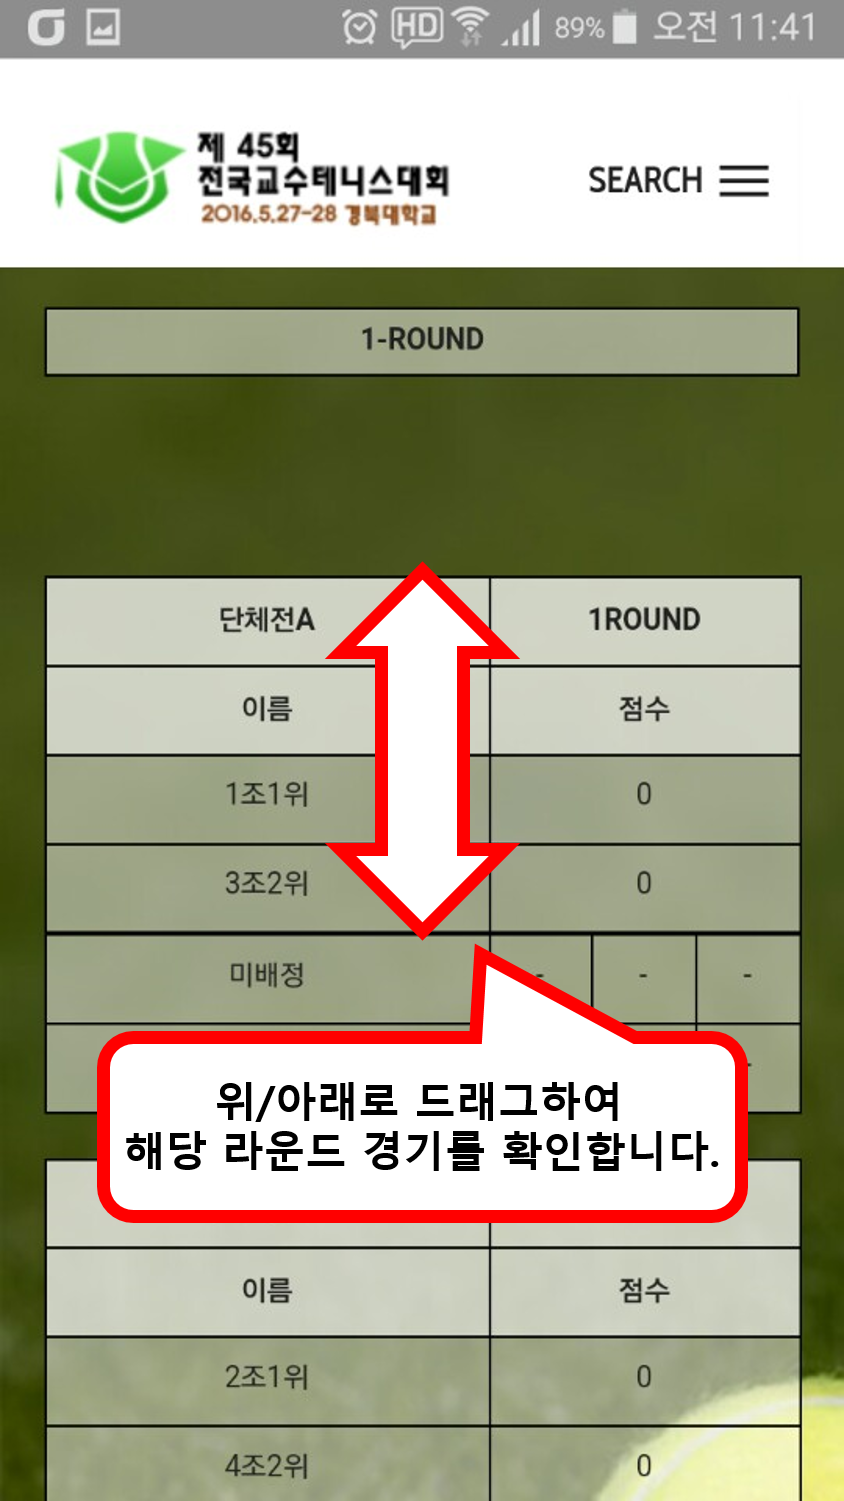 89% 오전 11:41
제 45회
전국교수테니스대회
2016.5.27-28 경북대학교
SEARCH
1-ROUND
단체전A 1ROUND
이름 점수
1조1위 0
3조2위 0
미배정 - - -
-
위/아래로 드래그하여
해당 라운드 경기를 확인합니다.
이름 점수
2조1위 0
4조2위 0